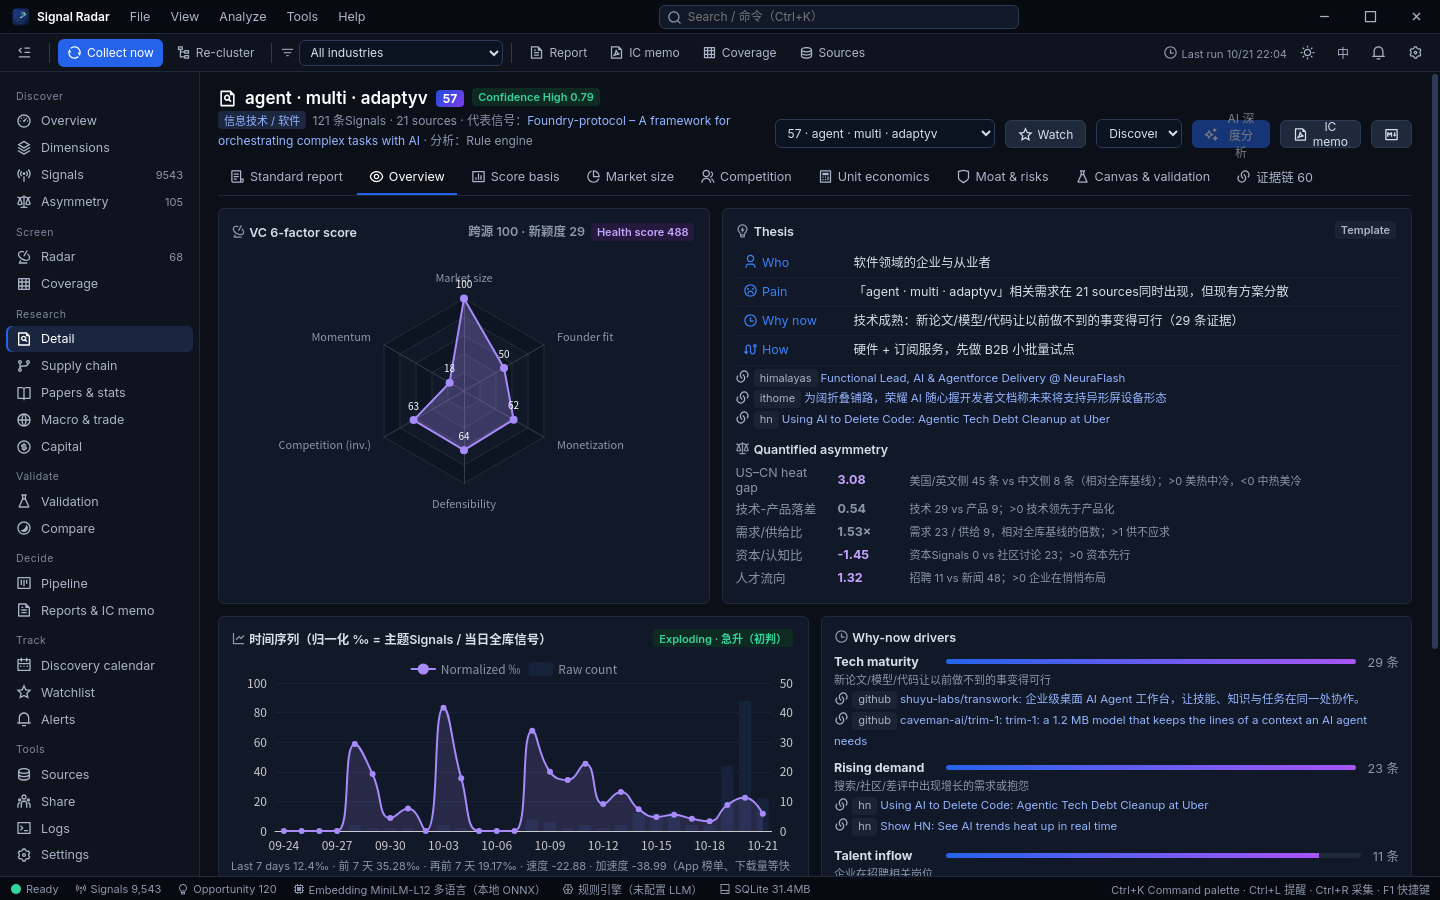 Signal Radar File View Analyze Tools Help
Search / 命令（Ctrl+K）
Collect now Re-cluster All industries Report IC memo Coverage Sources Last run 10/21 22:04 中
Discover
Overview
Dimensions
Signals 9543
Asymmetry 105
Screen
Radar 68
Coverage
Research
Detail
Supply chain
Papers & stats
Macro & trade
Capital
Validate
Validation
Compare
Decide
Pipeline
Reports & IC memo
Track
Discovery calendar
Watchlist
Alerts
Tools
Sources
Share
Logs
Settings
agent · multi · adaptyv 57 Confidence High 0.79
信息技术 / 软件 121 条Signals · 21 sources · 代表信号：Foundry-protocol – A framework for
orchestrating complex tasks with AI · 分析：Rule engine
57 · agent · multi · adaptyv Watch Discover
AI 深
度分
析
IC
memo
Standard report Overview Score basis Market size Competition Unit economics Moat & risks Canvas & validation 证据链 60
VC 6-factor score 跨源 100 · 新颖度 29 Health score 488
Market size
100
Momentum Founder fit
50
18
63 62
64
Competition (inv.) Monetization
Defensibility
Thesis Template
Who 软件领域的企业与从业者
Pain 「agent · multi · adaptyv」相关需求在 21 sources同时出现，但现有方案分散
Why now 技术成熟：新论文/模型/代码让以前做不到的事变得可行（29 条证据）
How 硬件 + 订阅服务，先做 B2B 小批量试点
himalayas Functional Lead, AI & Agentforce Delivery @ NeuraFlash
ithome 为阔折叠铺路，荣耀 AI 随心握开发者文档称未来将支持异形屏设备形态
hn Using AI to Delete Code: Agentic Tech Debt Cleanup at Uber
Quantified asymmetry
US–CN heat
gap
3.08 美国/英文侧 45 条 vs 中文侧 8 条（相对全库基线）；>0 美热中冷，<0 中热美冷
技术-产品落差 0.54 技术 29 vs 产品 9；>0 技术领先于产品化
需求/供给比 1.53× 需求 23 / 供给 9，相对全库基线的倍数；>1 供不应求
资本/认知比 -1.45 资本Signals 0 vs 社区讨论 23；>0 资本先行
人才流向 1.32 招聘 11 vs 新闻 48；>0 企业在悄悄布局
时间序列（归一化 ‰ = 主题Signals / 当日全库信号） Exploding · 急升（初判）
Normalized ‰ Raw count
100 50
80 40
60 30
40 20
20 10
0 0
09-24 09-27 09-30 10-03 10-06 10-09 10-12 10-15 10-18 10-21
Last 7 days 12.4‰ · 前 7 天 35.28‰ · 再前 7 天 19.17‰ · 速度 -22.88 · 加速度 -38.99（App 榜单、下载量等快
Why-now drivers
Tech maturity 29 条
新论文/模型/代码让以前做不到的事变得可行
github shuyu-labs/transwork: 企业级桌面 AI Agent 工作台，让技能、知识与任务在同一处协作。
github caveman-ai/trim-1: trim-1: a 1.2 MB model that keeps the lines of a context an AI agent
needs
Rising demand 23 条
搜索/社区/差评中出现增长的需求或抱怨
hn Using AI to Delete Code: Agentic Tech Debt Cleanup at Uber
hn Show HN: See AI trends heat up in real time
Talent inflow 11 条
企业在招聘相关岗位
Ready Signals 9,543 Opportunity 120 Embedding MiniLM-L12 多语言（本地 ONNX） 规则引擎（未配置 LLM） SQLite 31.4MB Ctrl+K Command palette · Ctrl+L 提醒 · Ctrl+R 采集 · F1 快捷键